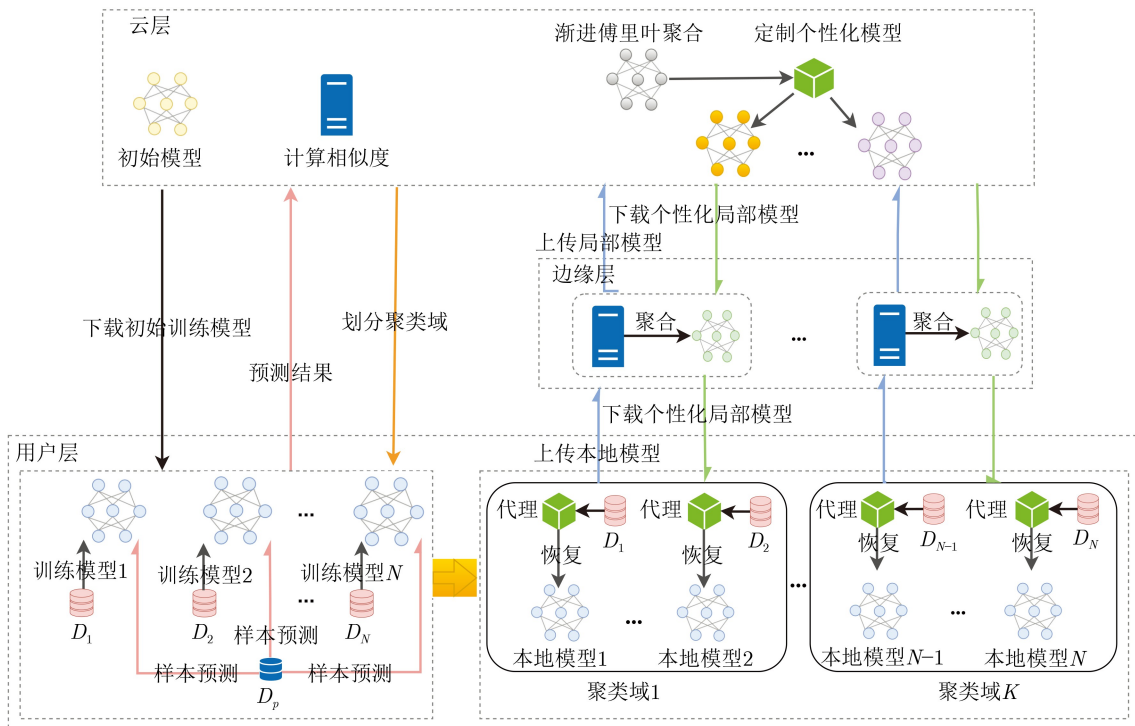 云层
渐进傅里叶聚合
定制个性化模型
初始模型
计算相似度
...
下载个性化局部模型
上传局部模型
边缘层
下载初始训练模型
划分聚类域
聚合
...
聚合
预测结果
下载个性化局部模型
用户层
上传本地模型
...
代理
D_1
代理
D_2
代理
D_{N-1}
代理
D_N
恢复
恢复
恢复
恢复
训练模型1
训练模型2
训练模型N
...
...
D_1
D_2
D_N
...
...
样本预测
样本预测
样本预测
D_p
本地模型1
本地模型2
本地模型N-1
本地模型N
聚类域1
聚类域K